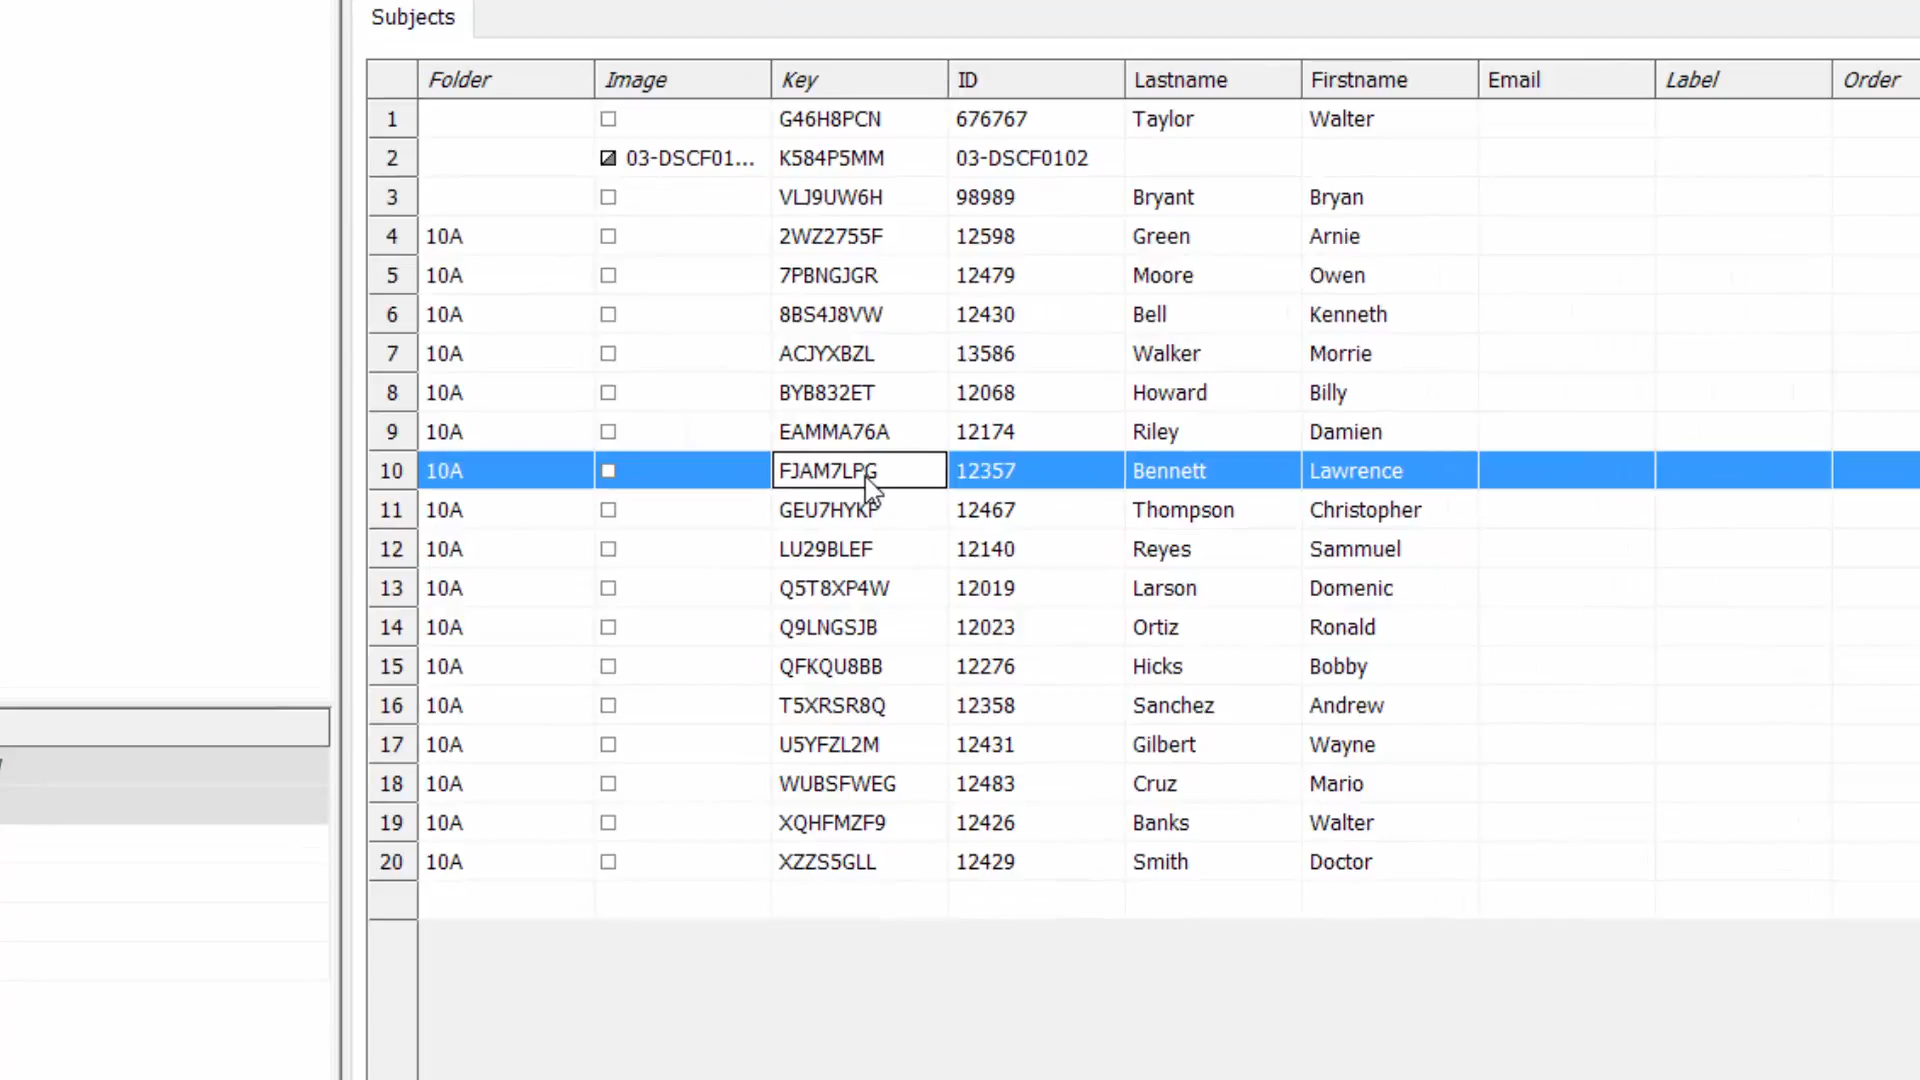 Subjects
Folder Image Key ID Lastname Firstname Email Label Order
1 G46H8PCN 676767 Taylor Walter
2 03-DSCF01... K584P5MM 03-DSCF0102
3 VLJ9UW6H 98989 Bryant Bryan
4 10A 2WZ2755F 12598 Green Arnie
5 10A 7PBNGJGR 12479 Moore Owen
6 10A 8BS4J8VW 12430 Bell Kenneth
7 10A ACJYXBZL 13586 Walker Morrie
8 10A BYB832ET 12068 Howard Billy
9 10A EAMMA76A 12174 Riley Damien
10 10A FJAM7LPG 12357 Bennett Lawrence
11 10A GEU7HYKP 12467 Thompson Christopher
12 10A LU29BLEF 12140 Reyes Sammuel
13 10A Q5T8XP4W 12019 Larson Domenic
14 10A Q9LNGSJB 12023 Ortiz Ronald
15 10A QFKQU8BB 12276 Hicks Bobby
16 10A T5XRSR8Q 12358 Sanchez Andrew
17 10A U5YFZL2M 12431 Gilbert Wayne
18 10A WUBSFWEG 12483 Cruz Mario
19 10A XQHFMZF9 12426 Banks Walter
20 10A XZZS5GLL 12429 Smith Doctor